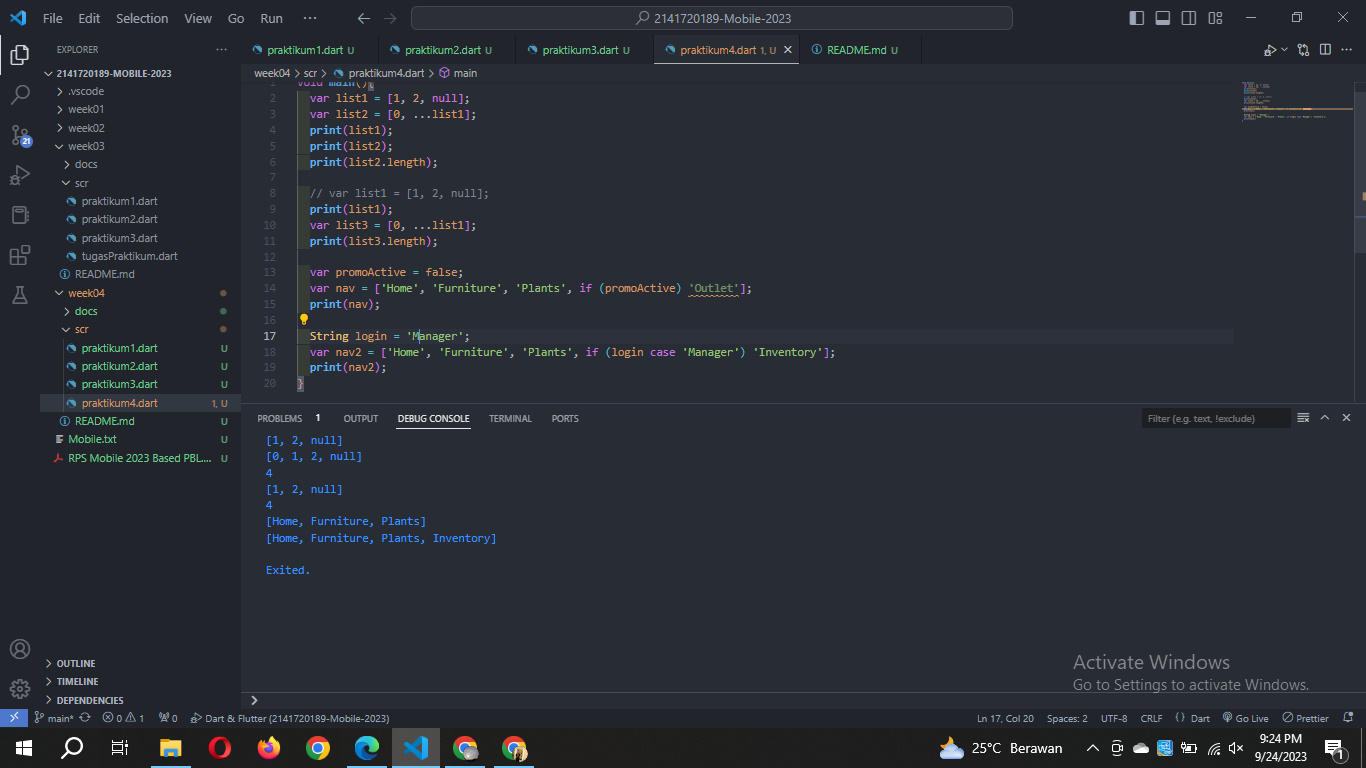 File Edit Selection View Go Run ··· 2141720189-Mobile-2023
EXPLORER ···
2141720189-MOBILE-2023
.vscode
week01
week02
week03
docs
scr
praktikum1.dart
praktikum2.dart
praktikum3.dart
tugasPraktikum.dart
README.md
week04
docs
scr
praktikum1.dart U
praktikum2.dart U
praktikum3.dart U
praktikum4.dart 1, U
README.md U
Mobile.txt U
RPS Mobile 2023 Based PBL.... U
OUTLINE
TIMELINE
DEPENDENCIES
21
praktikum1.dart U praktikum2.dart U praktikum3.dart U praktikum4.dart 1, U README.md U
week04 > scr > praktikum4.dart > main
1 void main(){
2 var list1 = [1, 2, null];
3 var list2 = [0, ...list1];
4 print(list1);
5 print(list2);
6 print(list2.length);
7
8 // var list1 = [1, 2, null];
9 print(list1);
10 var list3 = [0, ...list1];
11 print(list3.length);
12
13 var promoActive = false;
14 var nav = ['Home', 'Furniture', 'Plants', if (promoActive) 'Outlet'];
15 print(nav);
16
17 String login = 'Manager';
18 var nav2 = ['Home', 'Furniture', 'Plants', if (login case 'Manager') 'Inventory'];
19 print(nav2);
20 }
PROBLEMS 1 OUTPUT DEBUG CONSOLE TERMINAL PORTS Filter (e.g. text, !exclude)
[1, 2, null]
[0, 1, 2, null]
4
[1, 2, null]
4
[Home, Furniture, Plants]
[Home, Furniture, Plants, Inventory]
Exited.
Activate Windows
Go to Settings to activate Windows.
main* 0 1 0 Dart & Flutter (2141720189-Mobile-2023) Ln 17, Col 20 Spaces: 2 UTF-8 CRLF {} Dart Go Live Prettier
25°C Berawan 9:24 PM
9/24/2023 1